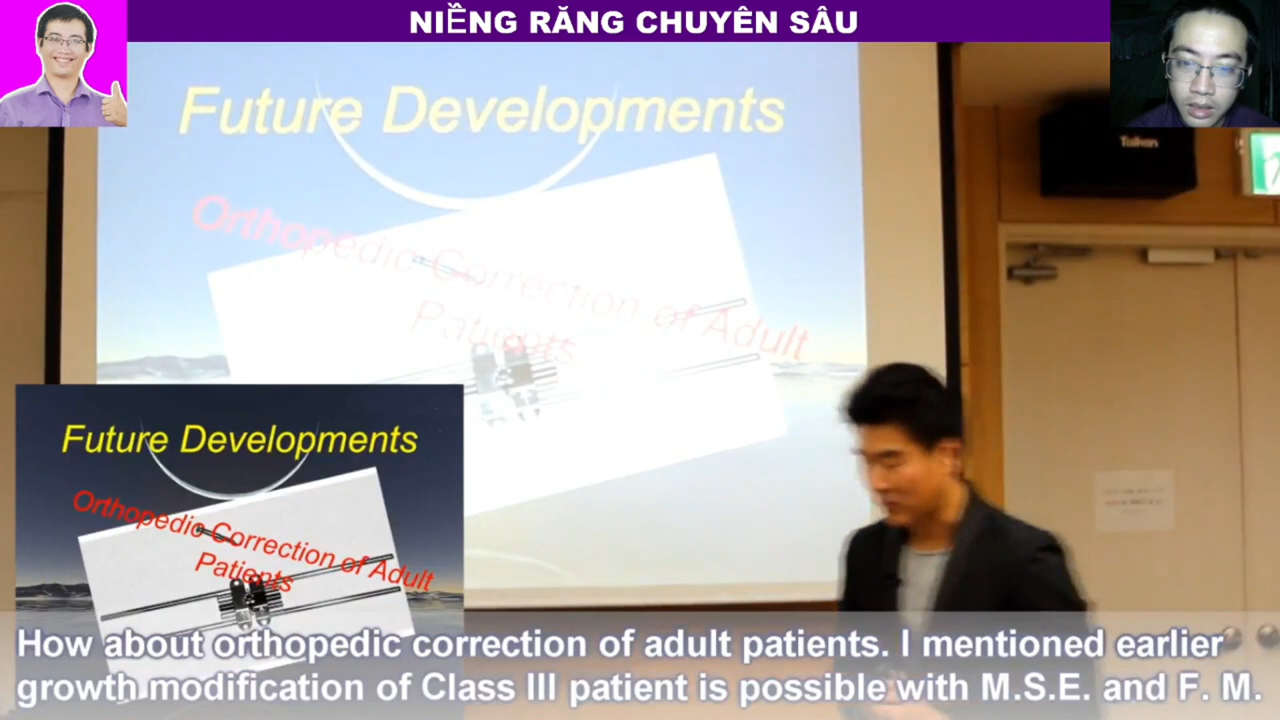 NIỀNG RĂNG CHUYÊN SÂU
Future Developments
Taiken
Orthopedic Correction of Adult
Patients
Future Developments
Orthopedic Correction of Adult
Patients
How about orthopedic correction of adult patients. I mentioned earlier
growth modification of Class III patient is possible with M.S.E. and F. M.